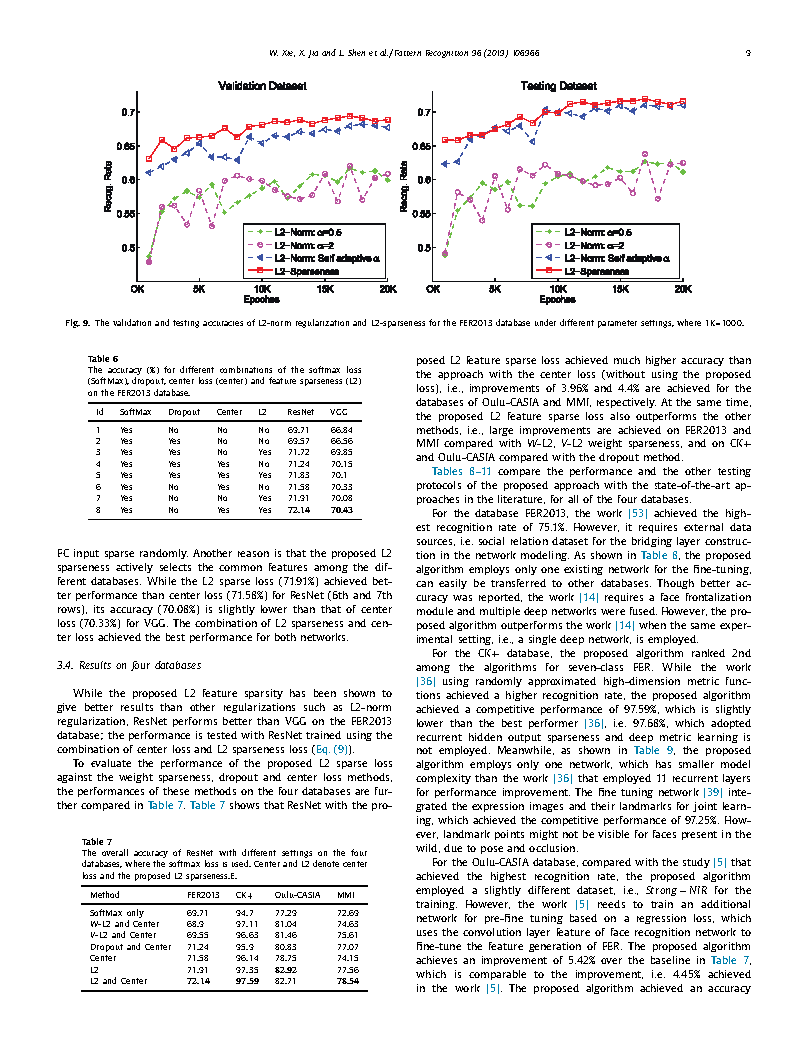 W. Xie, X. Jia and L. Shen et al. / Pattern Recognition 96 (2019) 106966
9
Validation Dataset
Testing Dataset
Recog. Rate
0.7
0.65
0.6
0.55
0.5
L2-Norm: α=0.5
L2-Norm: α=2
L2-Norm: Self adaptive α
L2-Sparseness
0K 5K 10K 15K 20K
Epoches
Recog. Rate
0.7
0.65
0.6
0.55
0.5
L2-Norm: α=0.5
L2-Norm: α=2
L2-Norm: Self adaptive α
L2-Sparseness
0K 5K 10K 15K 20K
Epoches
Fig. 9. The validation and testing accuracies of L2-norm regularization and L2-sparseness for the FER2013 database under different parameter settings, where 1K=1000.
Table 6
The accuracy (%) for different combinations of the softmax loss
(SoftMax), dropout, center loss (center) and feature sparseness (L2)
on the FER2013 database.
Id SoftMax Dropout Center L2 ResNet VGG
1 Yes No No No 69.71 66.84
2 Yes Yes No No 69.57 66.56
3 Yes Yes No Yes 71.72 69.85
4 Yes Yes Yes No 71.24 70.15
5 Yes Yes Yes Yes 71.83 70.1
6 Yes No Yes No 71.58 70.33
7 Yes No No Yes 71.91 70.08
8 Yes No Yes Yes 72.14 70.43
FC input sparse randomly. Another reason is that the proposed L2
sparseness actively selects the common features among the dif-
ferent databases. While the L2 sparse loss (71.91%) achieved bet-
ter performance than center loss (71.58%) for ResNet (6th and 7th
rows), its accuracy (70.08%) is slightly lower than that of center
loss (70.33%) for VGG. The combination of L2 sparseness and cen-
ter loss achieved the best performance for both networks.
3.4. Results on four databases
While the proposed L2 feature sparsity has been shown to
give better results than other regularizations such as L2-norm
regularization, ResNet performs better than VGG on the FER2013
database; the performance is tested with ResNet trained using the
combination of center loss and L2 sparseness loss (Eq. (9)).
To evaluate the performance of the proposed L2 sparse loss
against the weight sparseness, dropout and center loss methods,
the performances of these methods on the four databases are fur-
ther compared in Table 7. Table 7 shows that ResNet with the pro-
Table 7
The overall accuracy of ResNet with different settings on the four
databases, where the softmax loss is used. Center and L2 denote center
loss and the proposed L2 sparseness.E.
Method FER2013 CK+ Oulu-CASIA MMI
SoftMax only 69.71 94.7 77.29 72.69
W-L2 and Center 68.9 97.11 81.04 74.63
V-L2 and Center 69.55 96.63 81.46 75.61
Dropout and Center 71.24 95.9 80.83 77.07
Center 71.58 96.14 78.75 74.15
L2 71.91 97.35 82.92 77.56
L2 and Center 72.14 97.59 82.71 78.54
posed L2 feature sparse loss achieved much higher accuracy than
the approach with the center loss (without using the proposed
loss), i.e., improvements of 3.96% and 4.4% are achieved for the
databases of Oulu-CASIA and MMI, respectively. At the same time,
the proposed L2 feature sparse loss also outperforms the other
methods, i.e., large improvements are achieved on FER2013 and
MMI compared with W-L2, V-L2 weight sparseness, and on CK+
and Oulu-CASIA compared with the dropout method.
Tables 8–11 compare the performance and the other testing
protocols of the proposed approach with the state-of-the-art ap-
proaches in the literature, for all of the four databases.
For the database FER2013, the work [53] achieved the high-
est recognition rate of 75.1%. However, it requires external data
sources, i.e. social relation dataset for the bridging layer construc-
tion in the network modeling. As shown in Table 8, the proposed
algorithm employs only one existing network for the fine-tuning,
can easily be transferred to other databases. Though better ac-
curacy was reported, the work [14] requires a face frontalization
module and multiple deep networks were fused. However, the pro-
posed algorithm outperforms the work [14] when the same exper-
imental setting, i.e., a single deep network, is employed.
For the CK+ database, the proposed algorithm ranked 2nd
among the algorithms for seven-class FER. While the work
[36] using randomly approximated high-dimension metric func-
tions achieved a higher recognition rate, the proposed algorithm
achieved a competitive performance of 97.59%, which is slightly
lower than the best performer [36], i.e. 97.68%, which adopted
recurrent hidden output sparseness and deep metric learning is
not employed. Meanwhile, as shown in Table 9, the proposed
algorithm employs only one network, which has smaller model
complexity than the work [36] that employed 11 recurrent layers
for performance improvement. The fine tuning network [39] inte-
grated the expression images and their landmarks for joint learn-
ing, which achieved the competitive performance of 97.25%. How-
ever, landmark points might not be visible for faces present in the
wild, due to pose and occlusion.
For the Oulu-CASIA database, compared with the study [5] that
achieved the highest recognition rate, the proposed algorithm
employed a slightly different dataset, i.e., Strong – NIR for the
training. However, the work [5] needs to train an additional
network for pre-fine tuning based on a regression loss, which
uses the convolution layer feature of face recognition network to
fine-tune the feature generation of FER. The proposed algorithm
achieves an improvement of 5.42% over the baseline in Table 7,
which is comparable to the improvement, i.e. 4.45% achieved
in the work [5]. The proposed algorithm achieved an accuracy